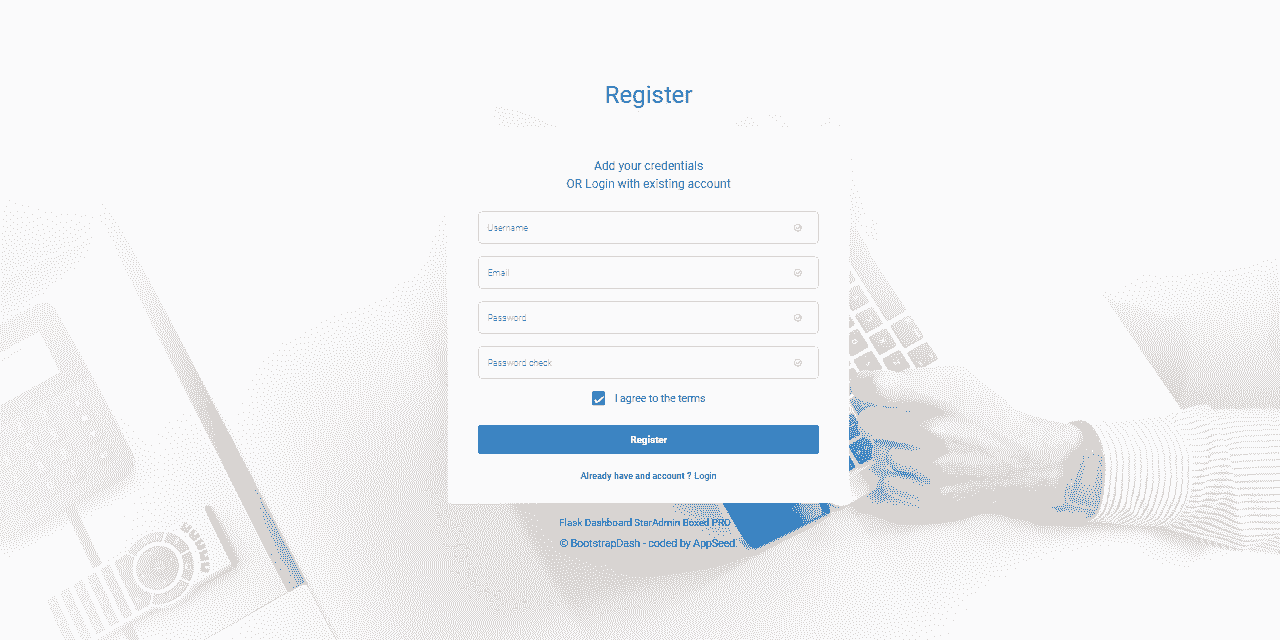 Register
Add your credentials
OR Login with existing account
Username
Email
Password
Password check
I agree to the terms
Register
Already have and account ? Login
Flask Dashboard StarAdmin Boxed PRO
© BootstrapDash - coded by AppSeed.